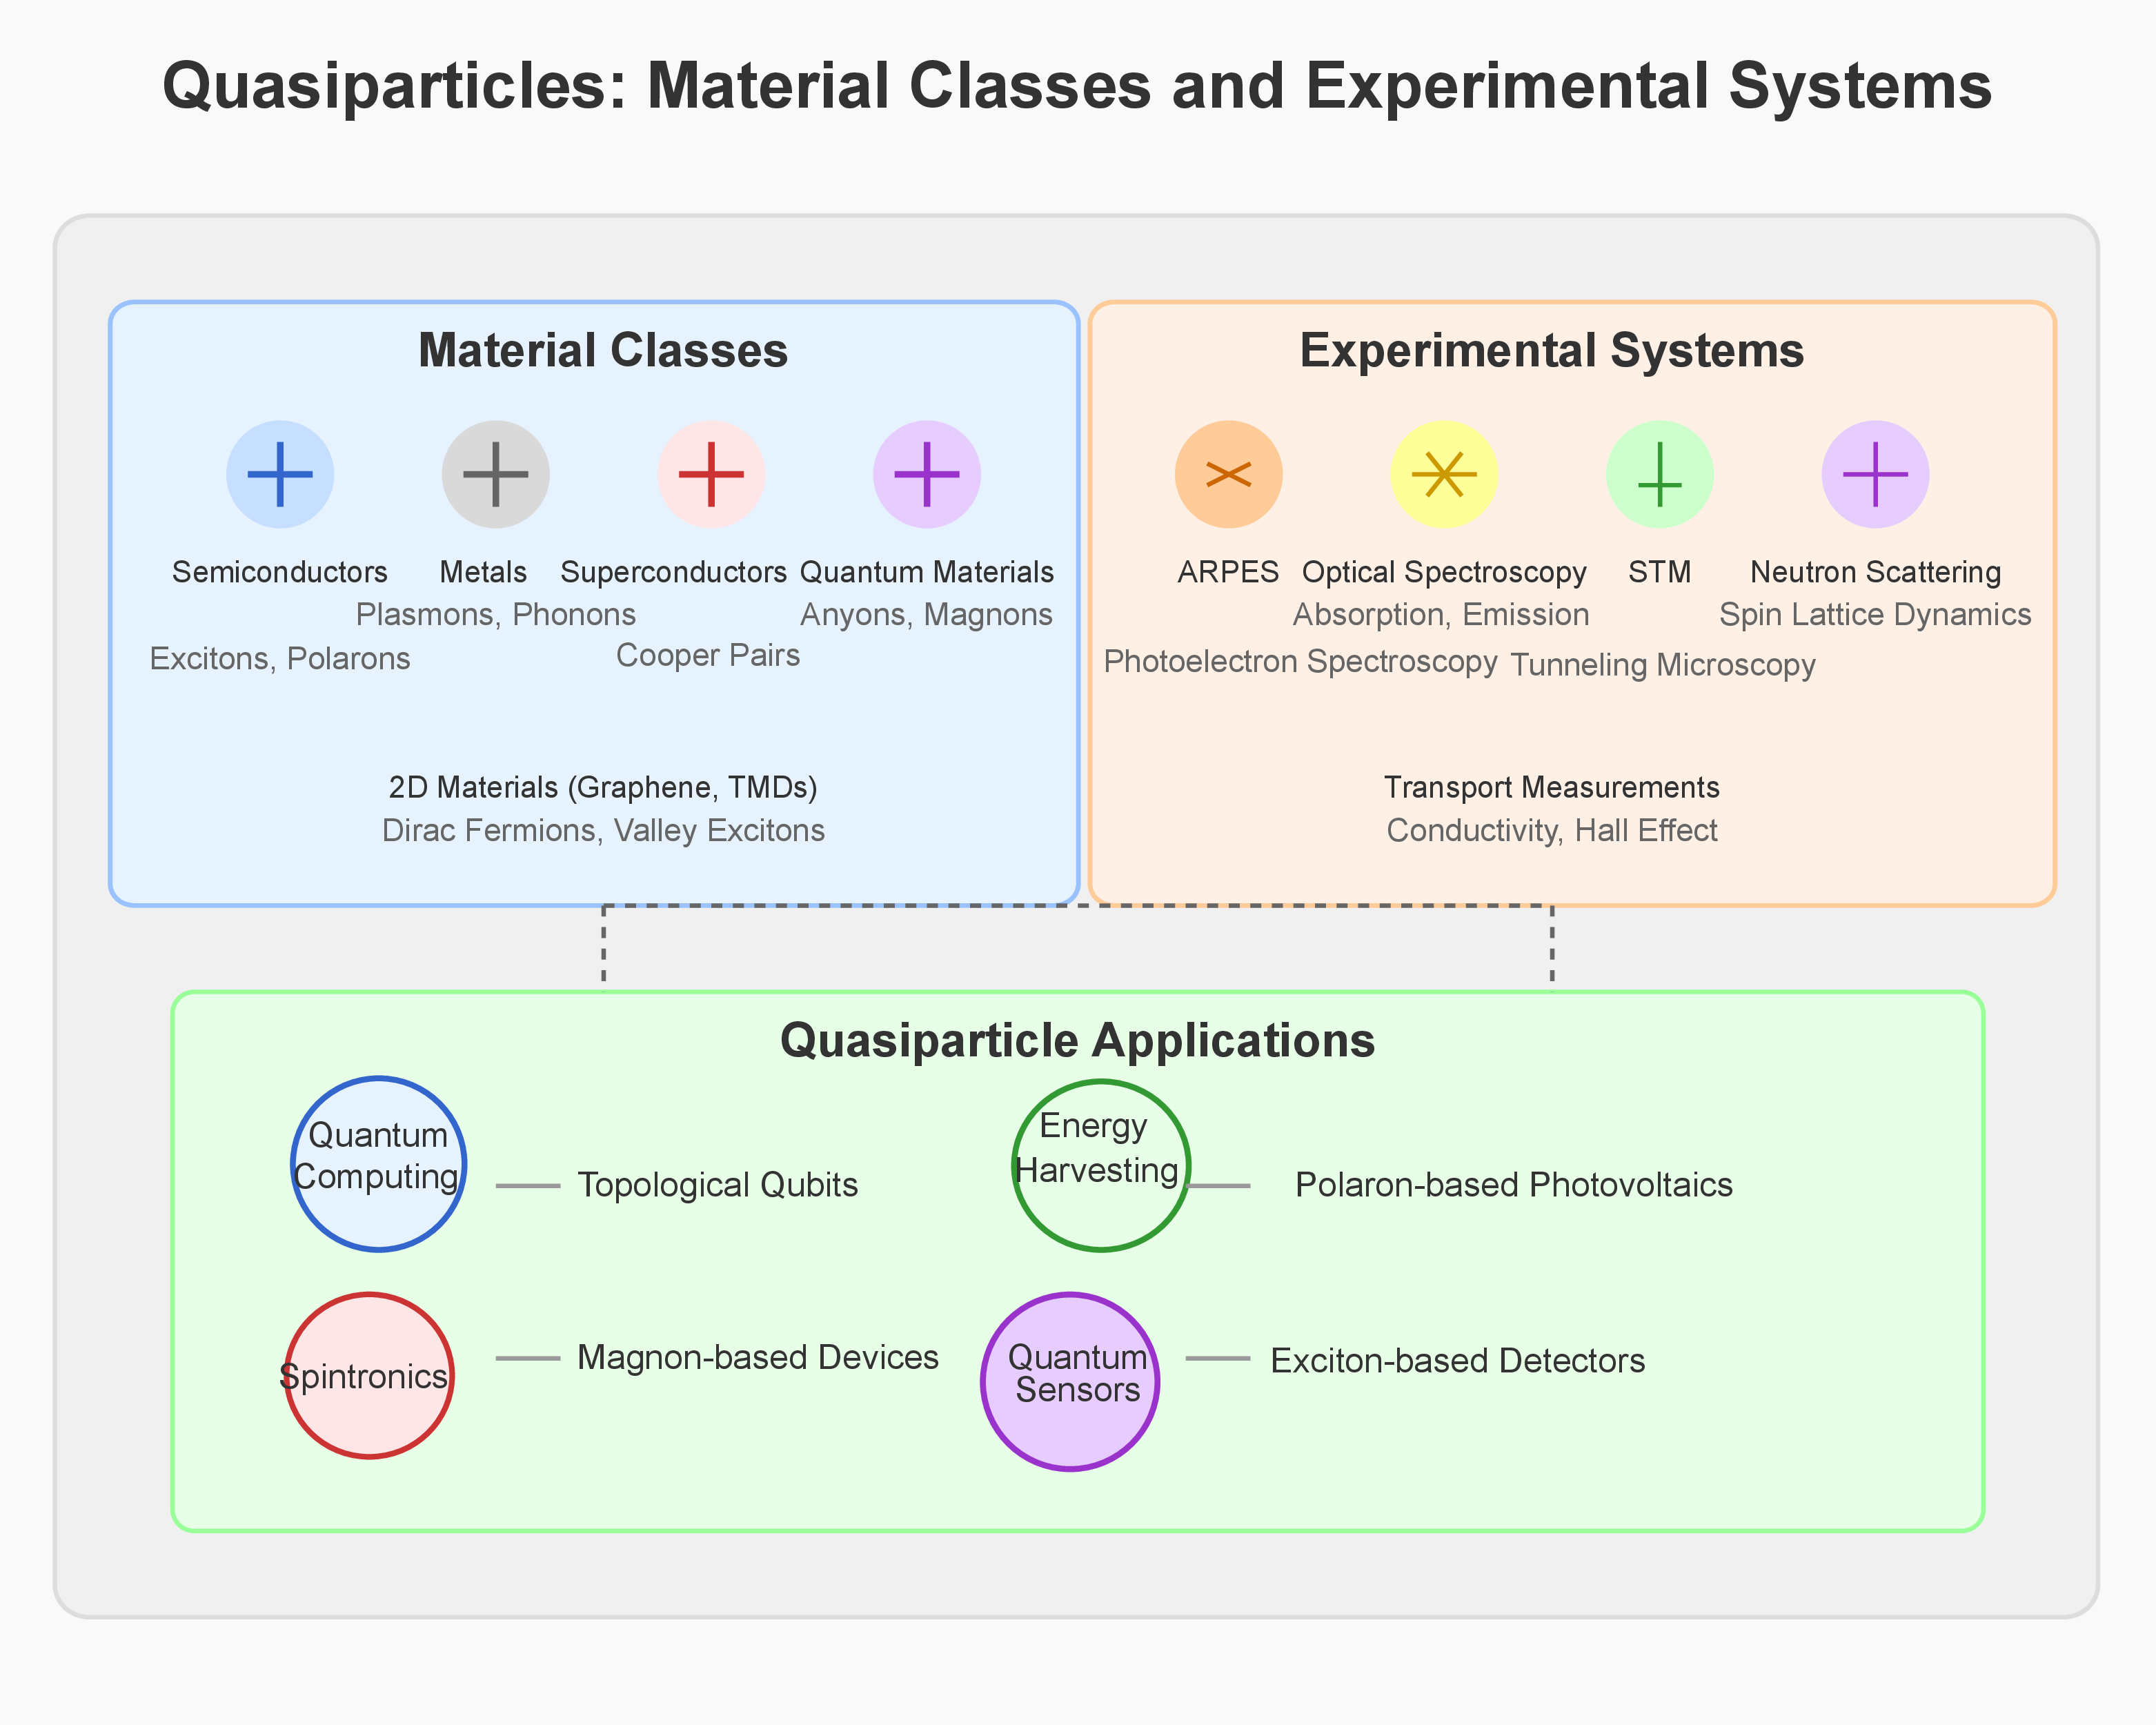 Quasiparticles: Material Classes and Experimental Systems
Material Classes
Semiconductors
Excitons, Polarons
Metals
Plasmons, Phonons
Superconductors
Cooper Pairs
Quantum Materials
Anyons, Magnons
2D Materials (Graphene, TMDs)
Dirac Fermions, Valley Excitons
Experimental Systems
ARPES
Photoelectron Spectroscopy
Optical Spectroscopy
Absorption, Emission
STM
Tunneling Microscopy
Neutron Scattering
Spin Lattice Dynamics
Transport Measurements
Conductivity, Hall Effect
Quasiparticle Applications
Quantum
Computing
Topological Qubits
Energy
Harvesting
Polaron-based Photovoltaics
Spintronics
Magnon-based Devices
Quantum
Sensors
Exciton-based Detectors